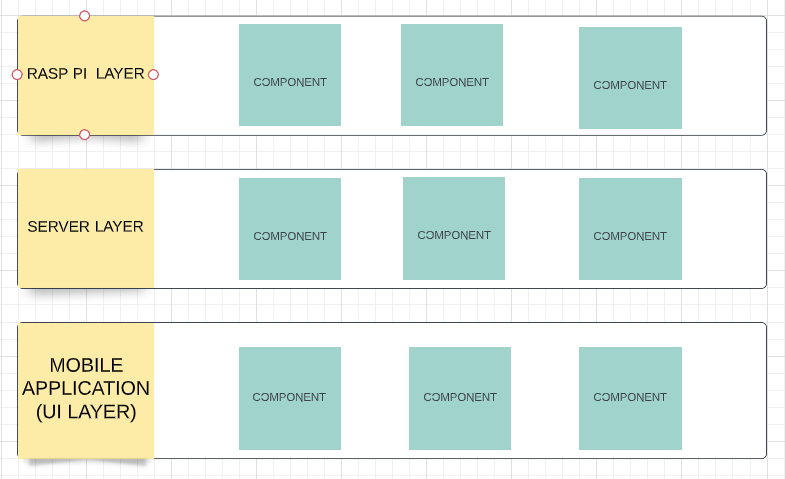 RASP PI LAYER
COMPONENT
COMPONENT
COMPONENT
SERVER LAYER
COMPONENT
COMPONENT
COMPONENT
MOBILE
APPLICATION
(UI LAYER)
COMPONENT
COMPONENT
COMPONENT